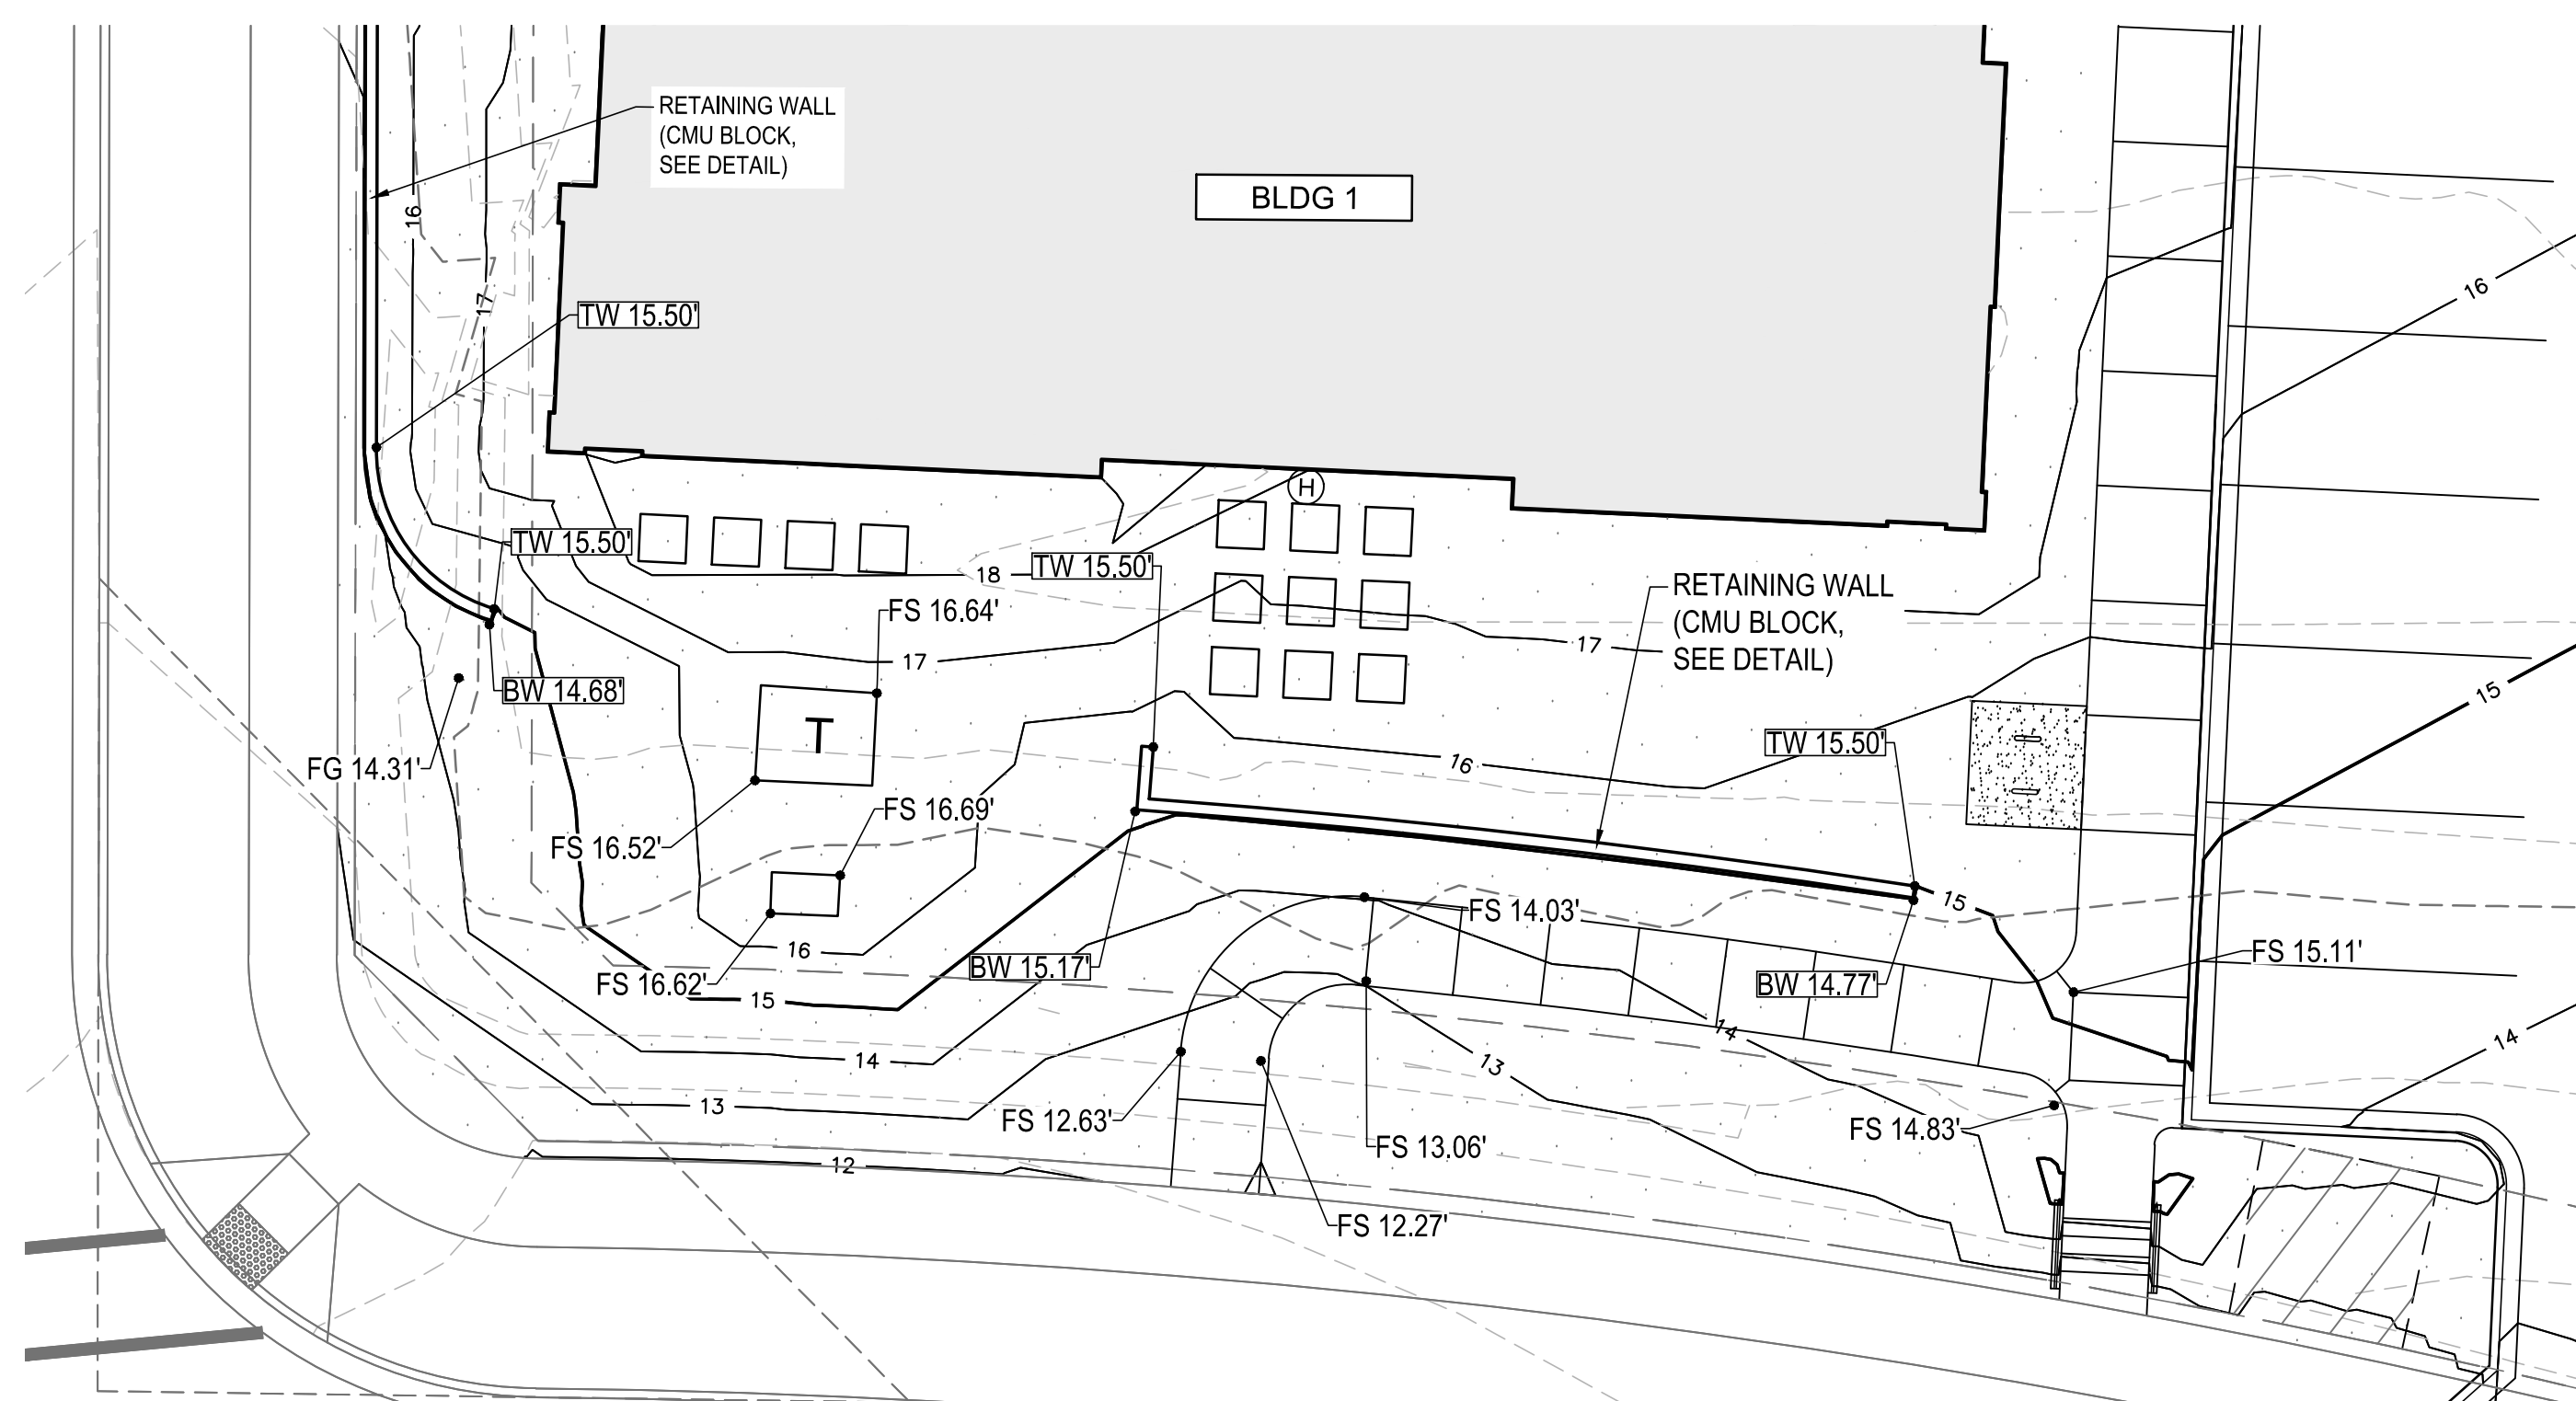 RETAINING WALL
(CMU BLOCK,
SEE DETAIL)
BLDG 1
16
17
16
TW 15.50'
H
TW 15.50'
TW 15.50'
18
RETAINING WALL
(CMU BLOCK,
SEE DETAIL)
FS 16.64'
17
17
15
BW 14.68'
T
TW 15.50'
FG 14.31'
16
FS 16.69'
FS 16.52'
15
FS 14.03'
16
FS 15.11'
BW 15.17'
FS 16.62'
BW 14.77'
15
14
14
14
13
13
FS 12.63'
FS 14.83'
FS 13.06'
12
FS 12.27'